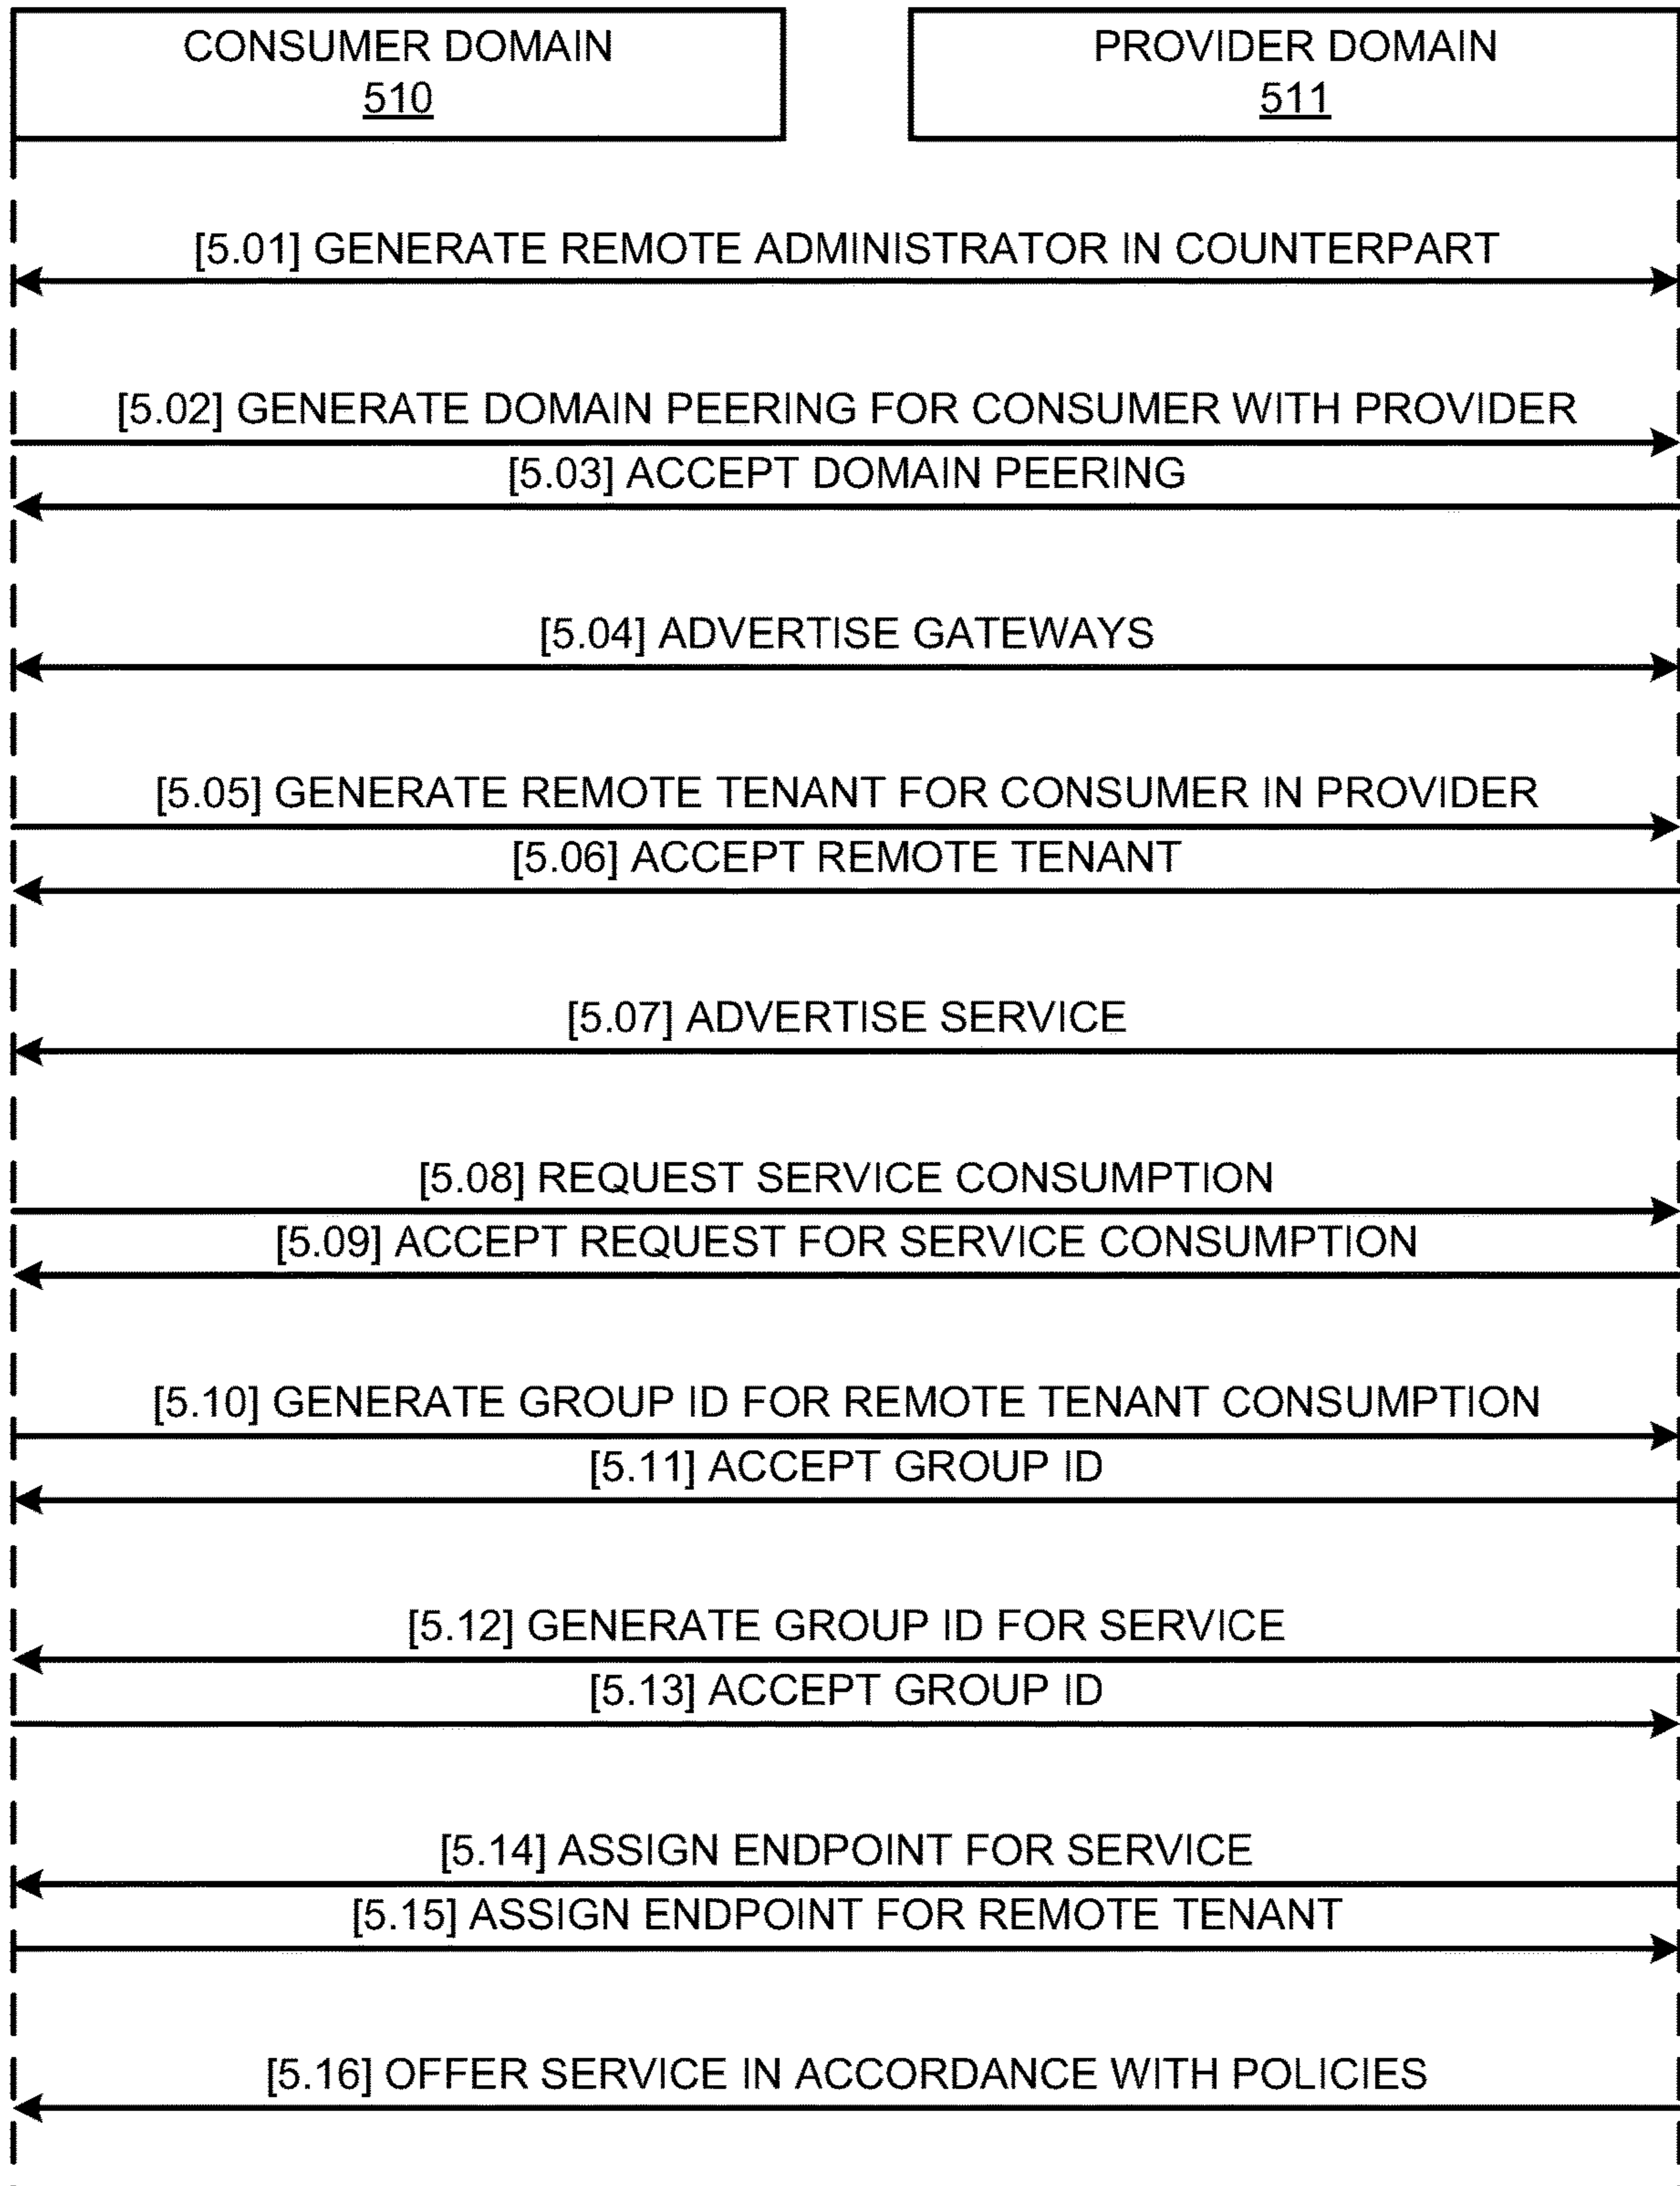 CONSUMER DOMAIN
510
PROVIDER DOMAIN
511
[5.01] GENERATE REMOTE ADMINISTRATOR IN COUNTERPART
[5.02] GENERATE DOMAIN PEERING FOR CONSUMER WITH PROVIDER
[5.03] ACCEPT DOMAIN PEERING
[5.04] ADVERTISE GATEWAYS
[5.05] GENERATE REMOTE TENANT FOR CONSUMER IN PROVIDER
[5.06] ACCEPT REMOTE TENANT
[5.07] ADVERTISE SERVICE
[5.08] REQUEST SERVICE CONSUMPTION
[5.09] ACCEPT REQUEST FOR SERVICE CONSUMPTION
[5.10] GENERATE GROUP ID FOR REMOTE TENANT CONSUMPTION
[5.11] ACCEPT GROUP ID
[5.12] GENERATE GROUP ID FOR SERVICE
[5.13] ACCEPT GROUP ID
[5.14] ASSIGN ENDPOINT FOR SERVICE
[5.15] ASSIGN ENDPOINT FOR REMOTE TENANT
[5.16] OFFER SERVICE IN ACCORDANCE WITH POLICIES